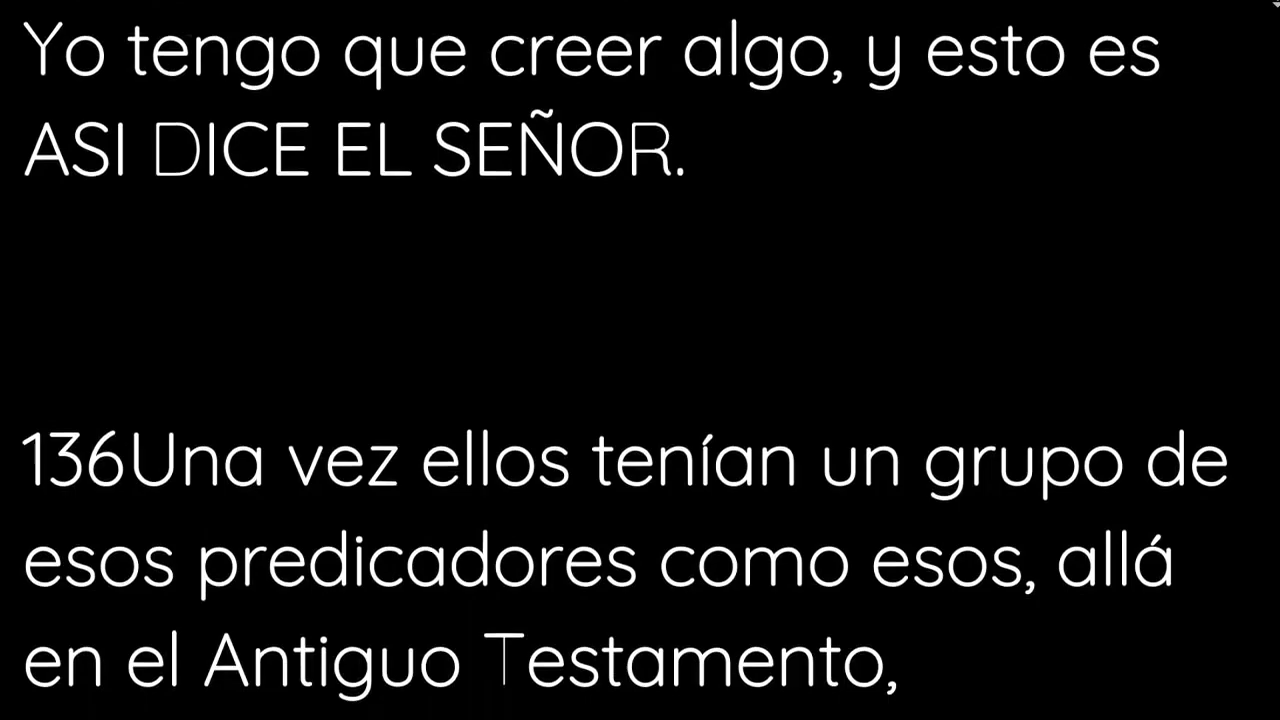 Yo tengo que creer algo, y esto es
ASI DICE EL SEÑOR.
136Una vez ellos tenían un grupo de
esos predicadores como esos, allá
en el Antiguo Testamento,